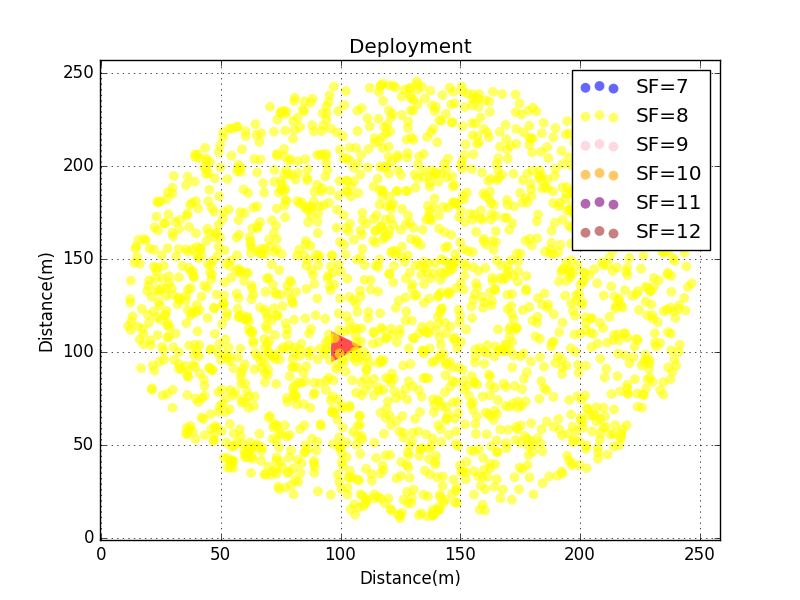 Deployment
SF=7
SF=8
SF=9
SF=10
SF=11
SF=12
250
200
150
100
50
0
Distance(m)
0 50 100 150 200 250
Distance(m)